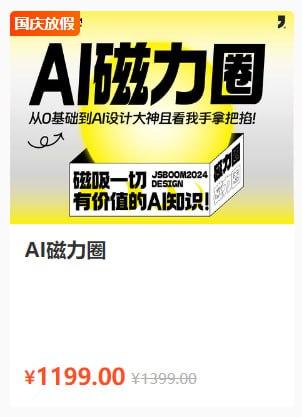 国庆放假
AI磁力圈
从0基础到AI设计大神且看我手拿把掐!
磁吸一切 JSBOOM2024
DESIGN
有价值的AI知识!
磁力圈
AI磁力圈
¥1199.00 ¥1399.00